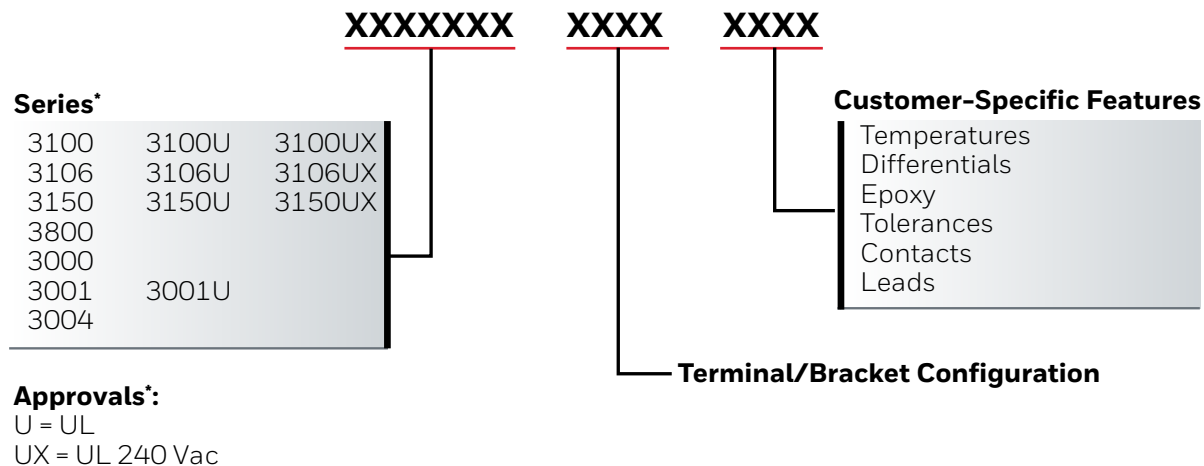 XXXXXXX XXXX XXXX
Series*
3100 3100U 3100UX
3106 3106U 3106UX
3150 3150U 3150UX
3800
3000
3001 3001U
3004
Approvals*:
U = UL
UX = UL 240 Vac
Terminal/Bracket Configuration
Customer-Specific Features
Temperatures
Differentials
Epoxy
Tolerances
Contacts
Leads